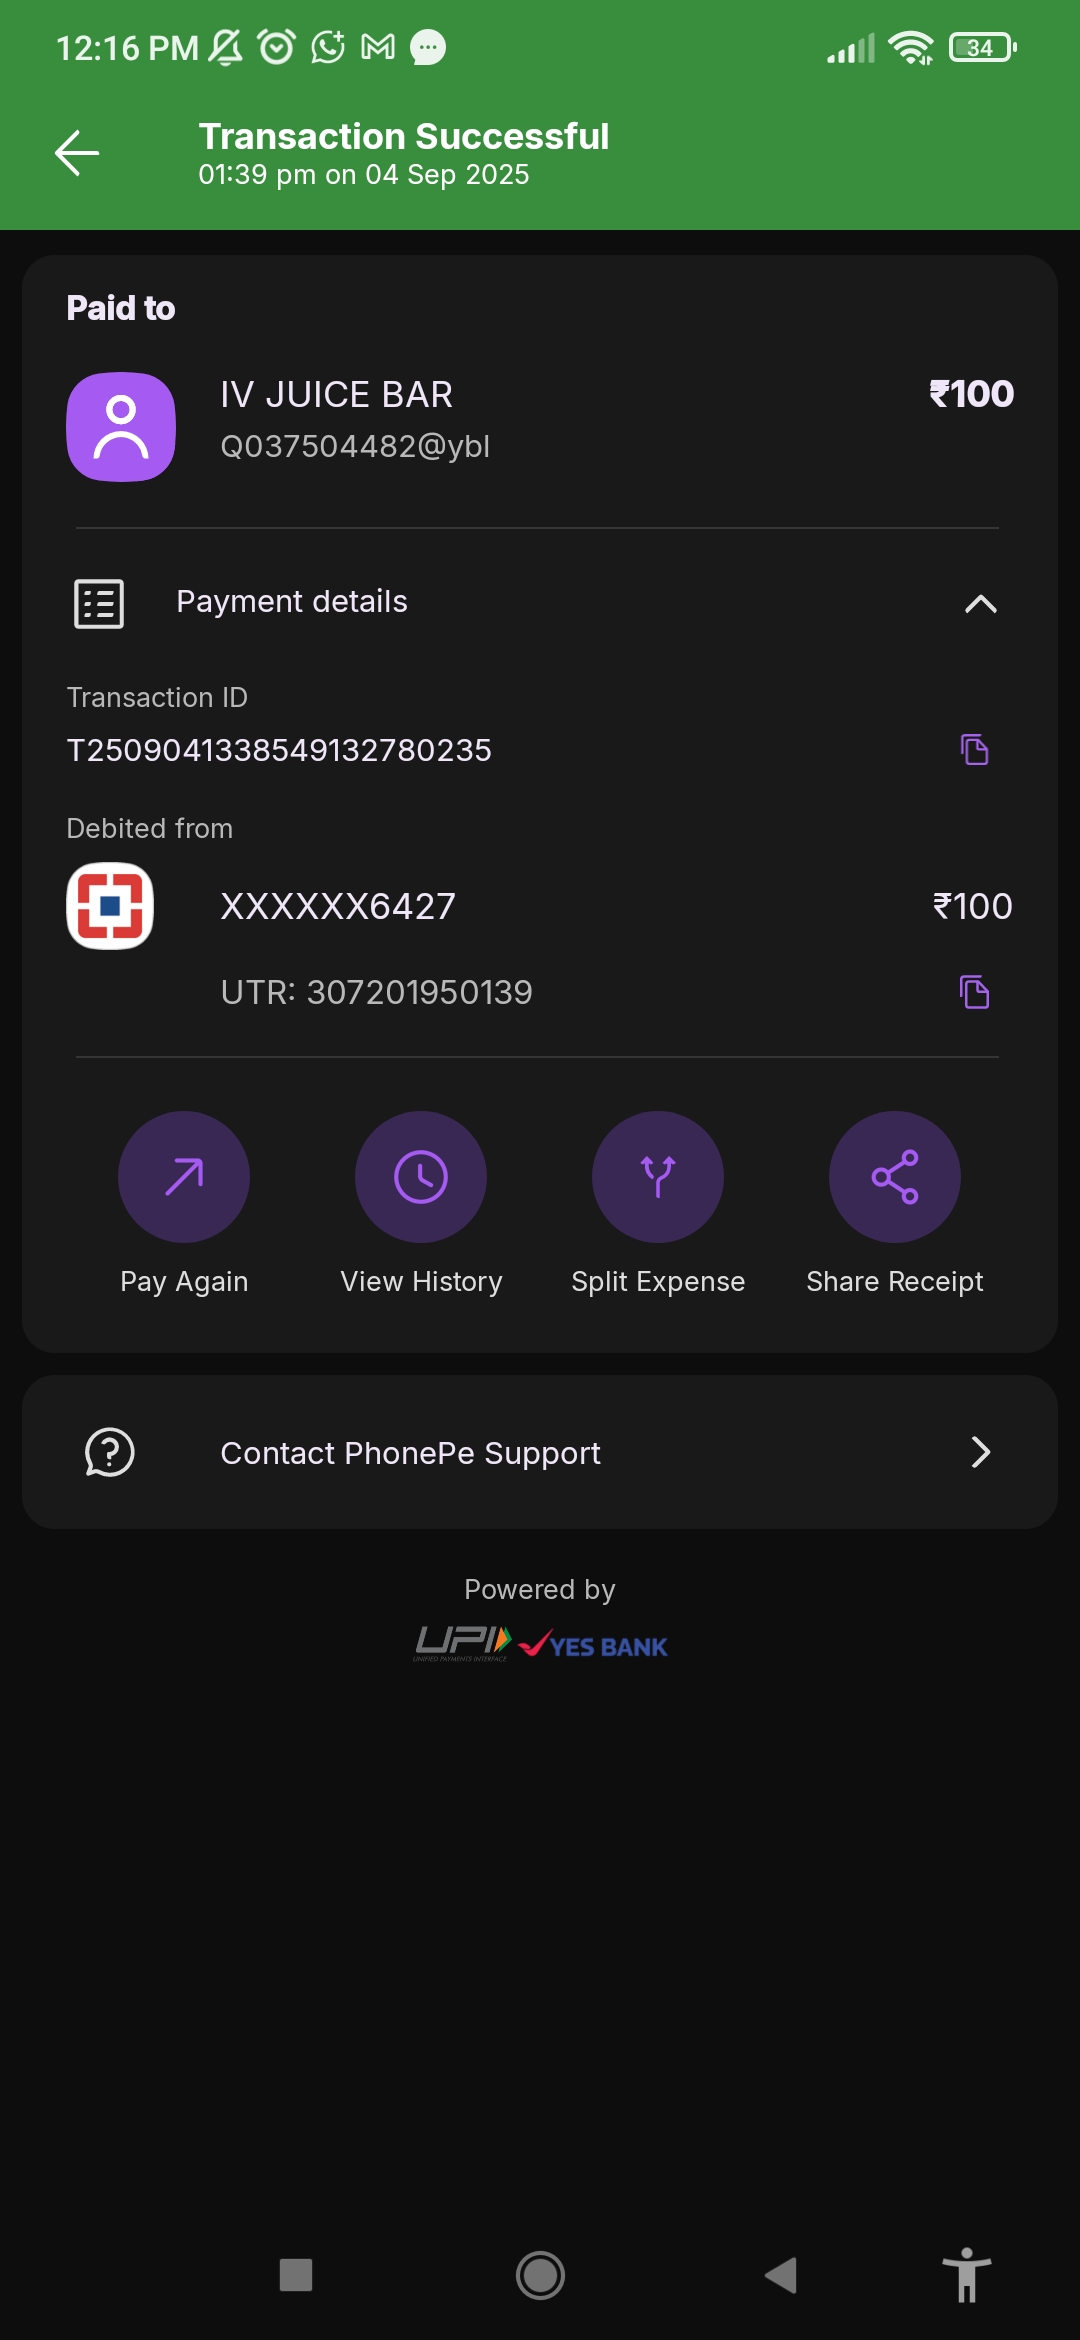 12:16 PM
34
Transaction Successful
01:39 pm on 04 Sep 2025
Paid to
IV JUICE BAR
₹100
Q037504482@ybl
Payment details
Transaction ID
T2509041338549132780235
Debited from
XXXXXX6427
₹100
UTR: 307201950139
Pay Again
View History
Split Expense
Share Receipt
Contact PhonePe Support
Powered by
UPI
UNIFIED PAYMENTS INTERFACE
YES BANK